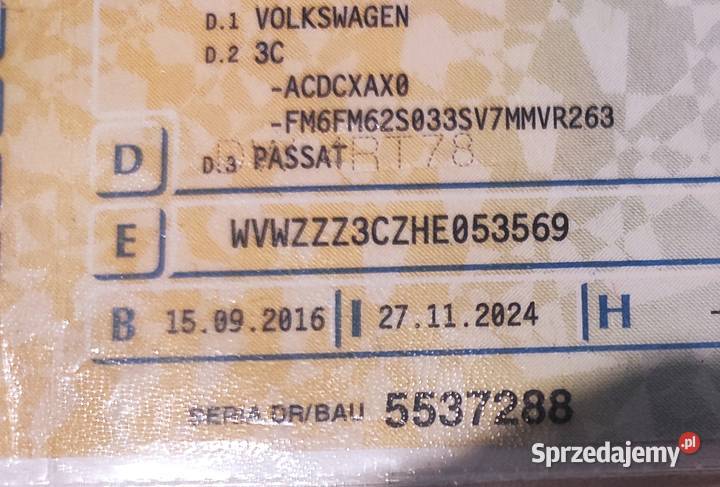 D.1 VOLKSWAGEN
D.2 3C
-ACDCXAX0
-FM6FM62S033SV7MMVR263
D
D.3 PASSAT
E WVWZZZ3CZHE053569
B 15.09.2016 I 27.11.2024 H
SERIA DR/BAU 5537288
Sprzedajemy.pl